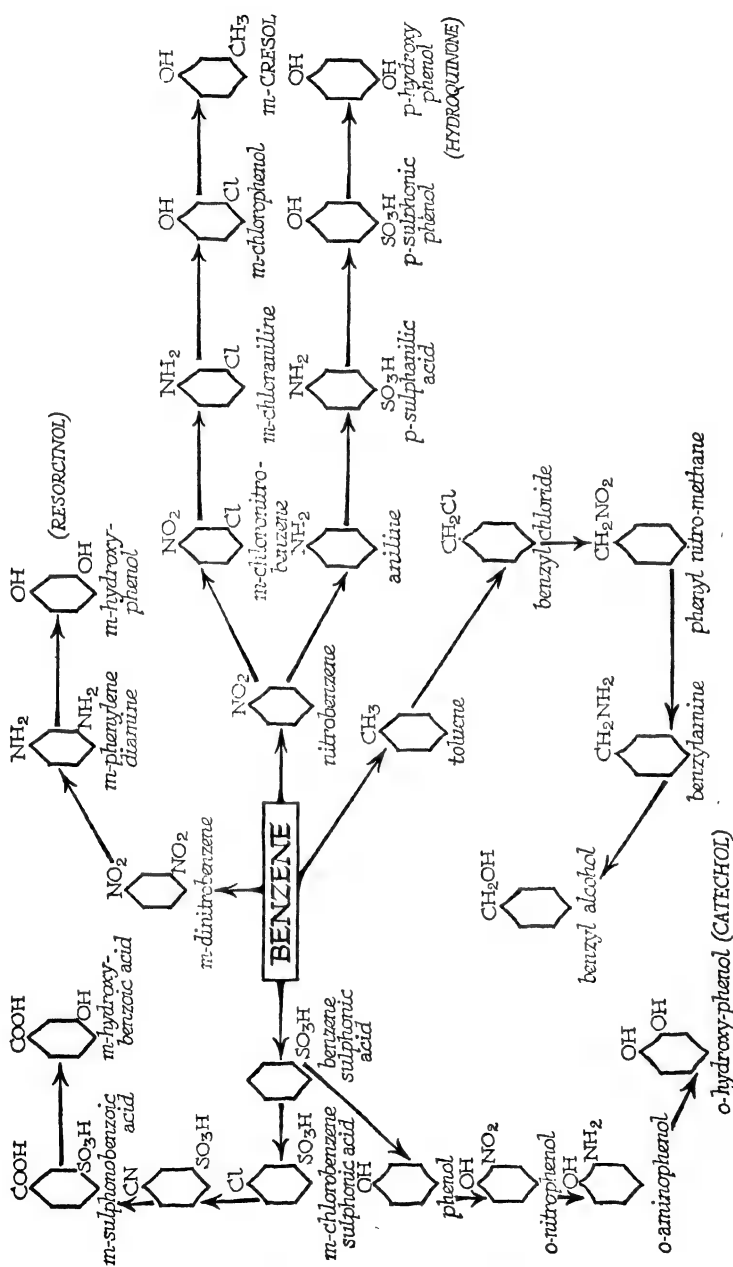 COOH
SO3H
m-sulphonobenzoic
acid
COOH
OH
m-hydroxy-
benzoic acid
CN
SO3H
Cl
SO3H
m-chlorobenzene
sulphonic acid
SO3H
benzene
sulphonic
acid
OH
phenol
OH
NO2
o-nitrophenol
OH
NH2
o-aminophenol
OH
OH
o-hydroxy-phenol (CATECHOL)
BENZENE
NO2
NO2
m-dinitrobenzene
NH2
NH2
m-phenylene
diamine
OH
OH
m-hydroxy-
phenol
(RESORCINOL)
NO2
nitrobenzene
NO2
Cl
m-chloronitro-
benzene
NH2
Cl
m-chloraniline
OH
Cl
m-chlorophenol
OH
CH3
m-CRESOL
NH2
aniline
NH2
SO3H
p-sulphanilic
acid
OH
SO3H
p-sulphonic
phenol
OH
OH
p-hydroxy
phenol
(HYDROQUINONE)
CH3
toluene
CH2Cl
benzyl chloride
CH2NO2
phenyl nitro-methane
CH2NH2
benzylamine
CH2OH
benzyl alcohol